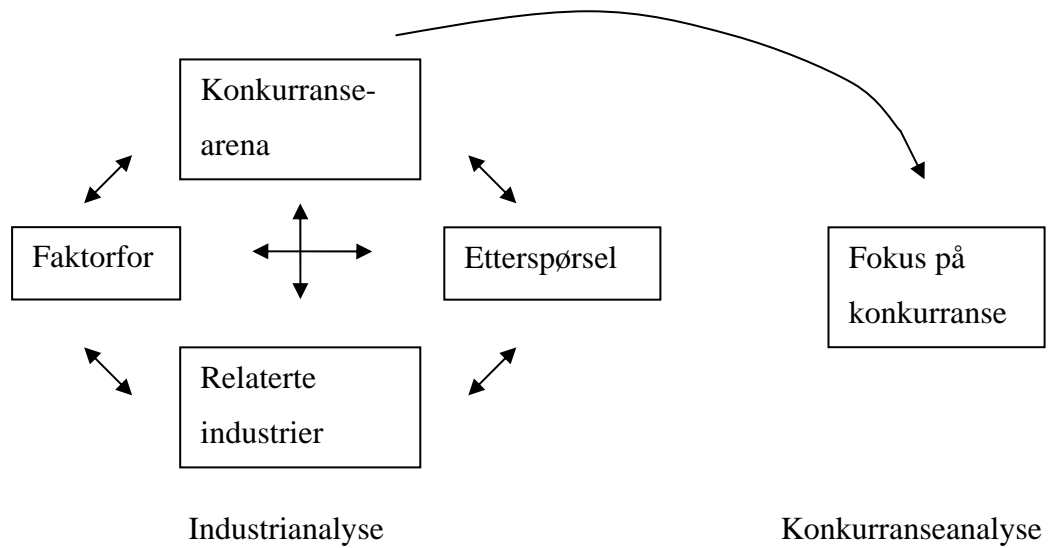 Konkurranse-
arena
Faktorfor
Etterspørsel
Fokus på
konkurranse
Relaterte
industrier
Industrianalyse
Konkurranseanalyse